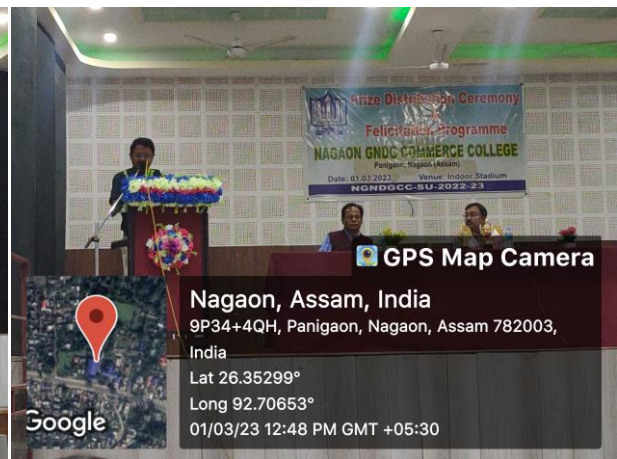 Prize Distribution Ceremony
&
Felicitation Programme
NAGAON GNDG COMMERCE COLLEGE
Panigaon, Nagaon (Assam)
Date: 01.03.2023 Venue: Indoor Stadium
NGNDGCC-SU-2022-23
GPS Map Camera
Nagaon, Assam, India
9P34+4QH, Panigaon, Nagaon, Assam 782003,
India
Lat 26.35299°
Long 92.70653°
01/03/23 12:48 PM GMT +05:30
Google